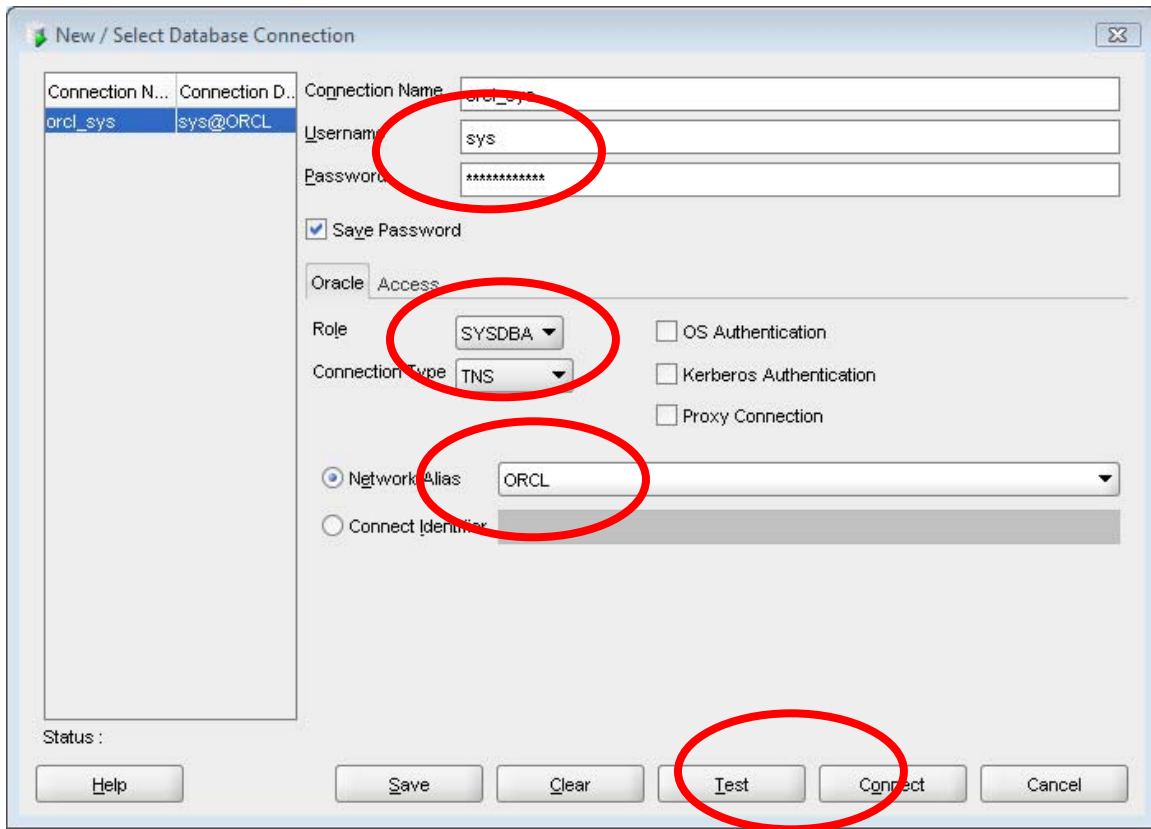 New / Select Database Connection
Connection N... Connection D...
orcl_sys sys@ORCL
Connection Name orcl_sys
Username sys
Password ************
Save Password
Oracle Access
Role SYSDBA OS Authentication
Connection Type TNS Kerberos Authentication
Proxy Connection
Network Alias ORCL
Connect Identifier
Status :
Help Save Clear Test Connect Cancel